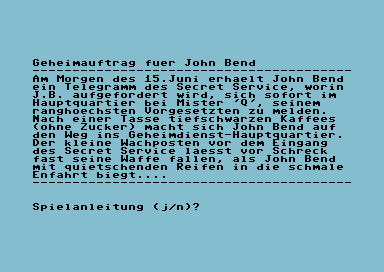 Geheimauftrag fuer John Bend
Am Morgen des 15.Juni erhaelt John Bend
ein Telegramm des Secret Service, worin
J.B. aufgefordert wird, sich sofort im
Hauptquartier bei Mister 'Q', seinem
ranghoechsten Vorgesetzten zu melden.
Nach einer Tasse tiefschwarzen Kaffees
(ohne Zucker) macht sich John Bend auf
den Weg ins Geheimdienst-Hauptquartier.
Der kleine Wachposten vor dem Eingang
des Secret Service laesst vor Schreck
fast seine Waffe fallen, als John Bend
mit quietschenden Reifen in die schmale
Enfahrt biegt....
Spielanleitung (j/n)?